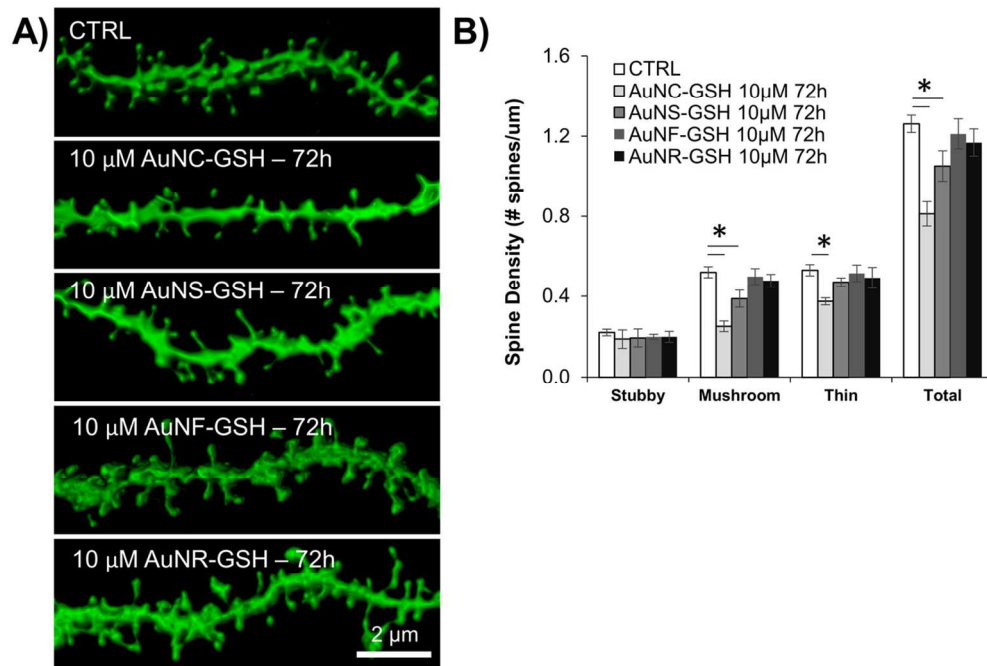 A)
CTRL
10 μM AuNC-GSH – 72h
10 μM AuNS-GSH – 72h
10 μM AuNF-GSH – 72h
10 μM AuNR-GSH – 72h
2 μm
B)
Spine Density (# spines/um)
1.6
1.2
0.8
0.4
0.0
CTRL
AuNC-GSH 10μM 72h
AuNS-GSH 10μM 72h
AuNF-GSH 10μM 72h
AuNR-GSH 10μM 72h
*
*
*
Stubby Mushroom Thin Total